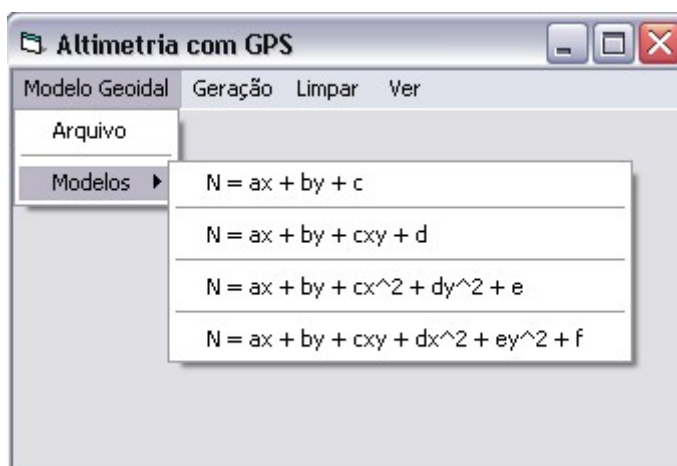 Altimetria com GPS
Modelo Geoidal Geração Limpar Ver
Arquivo
Modelos
N = ax + by + c
N = ax + by + cxy + d
N = ax + by + cx^2 + dy^2 + e
N = ax + by + cxy + dx^2 + ey^2 + f